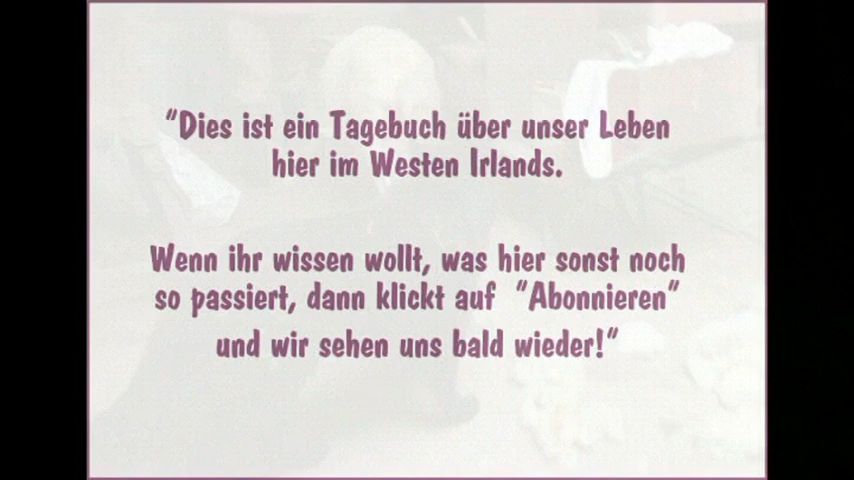 "Dies ist ein Tagebuch über unser Leben
hier im Westen Irlands.
Wenn ihr wissen wollt, was hier sonst noch
so passiert, dann klickt auf "Abonnieren"
und wir sehen uns bald wieder!"